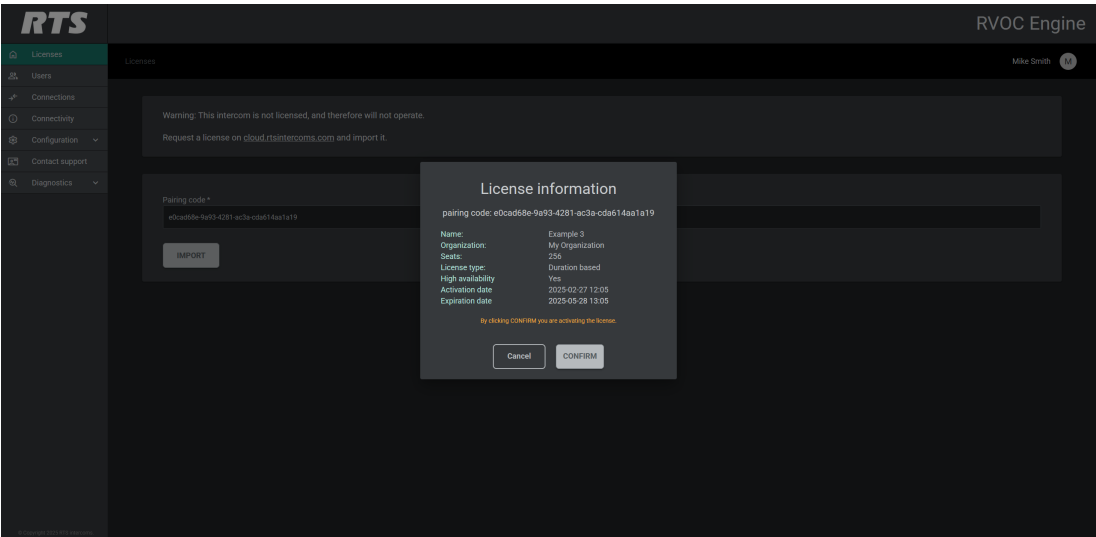 RTS
RVOC Engine
Licenses
Users
Connections
Connectivity
Configuration
Contact support
Diagnostics
Licenses
Mike Smith M
Warning: This intercom is not licensed, and therefore will not operate.
Request a license on cloud.rtsintercoms.com and import it.
Pairing code *
e0cad68e-9a93-4281-ac3a-cda614aa1a19
IMPORT
License information
pairing code: e0cad68e-9a93-4281-ac3a-cda614aa1a19
Name: Example 3
Organization: My Organization
Seats: 256
License type: Duration based
High availability Yes
Activation date 2025-02-27 12:05
Expiration date 2025-05-28 13:05
By clicking CONFIRM you are activating the license.
Cancel CONFIRM